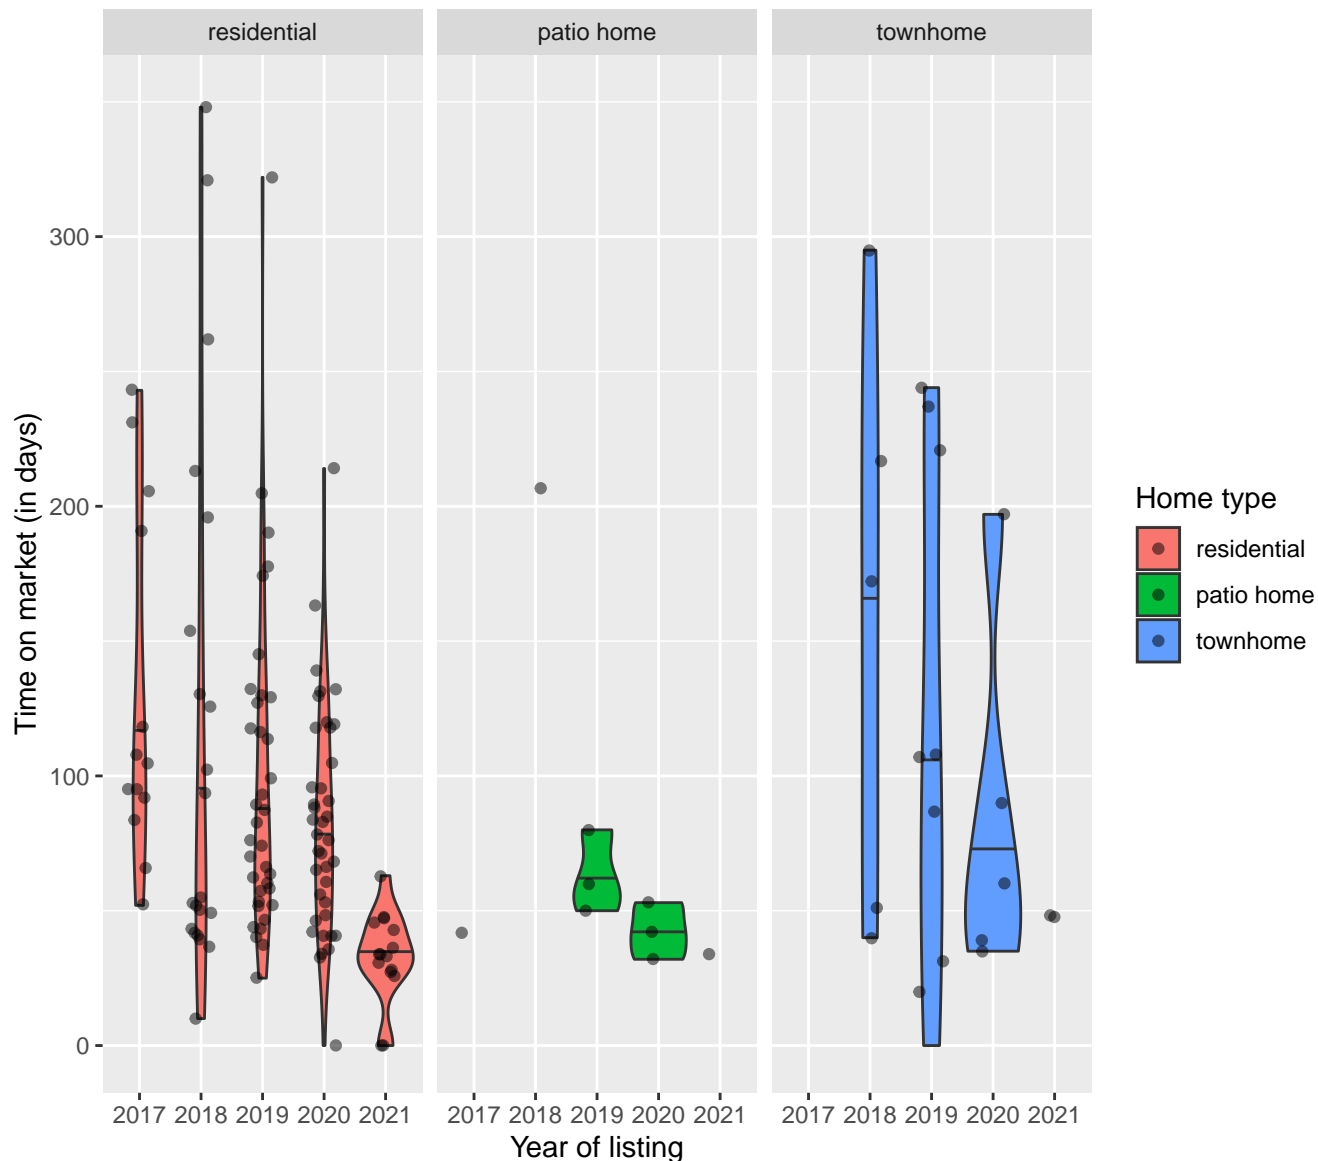 residential patio home townhome
300
200
100
0
Time on market (in days)
2017 2018 2019 2020 2021 2017 2018 2019 2020 2021 2017 2018 2019 2020 2021
Year of listing
Home type
residential
patio home
townhome